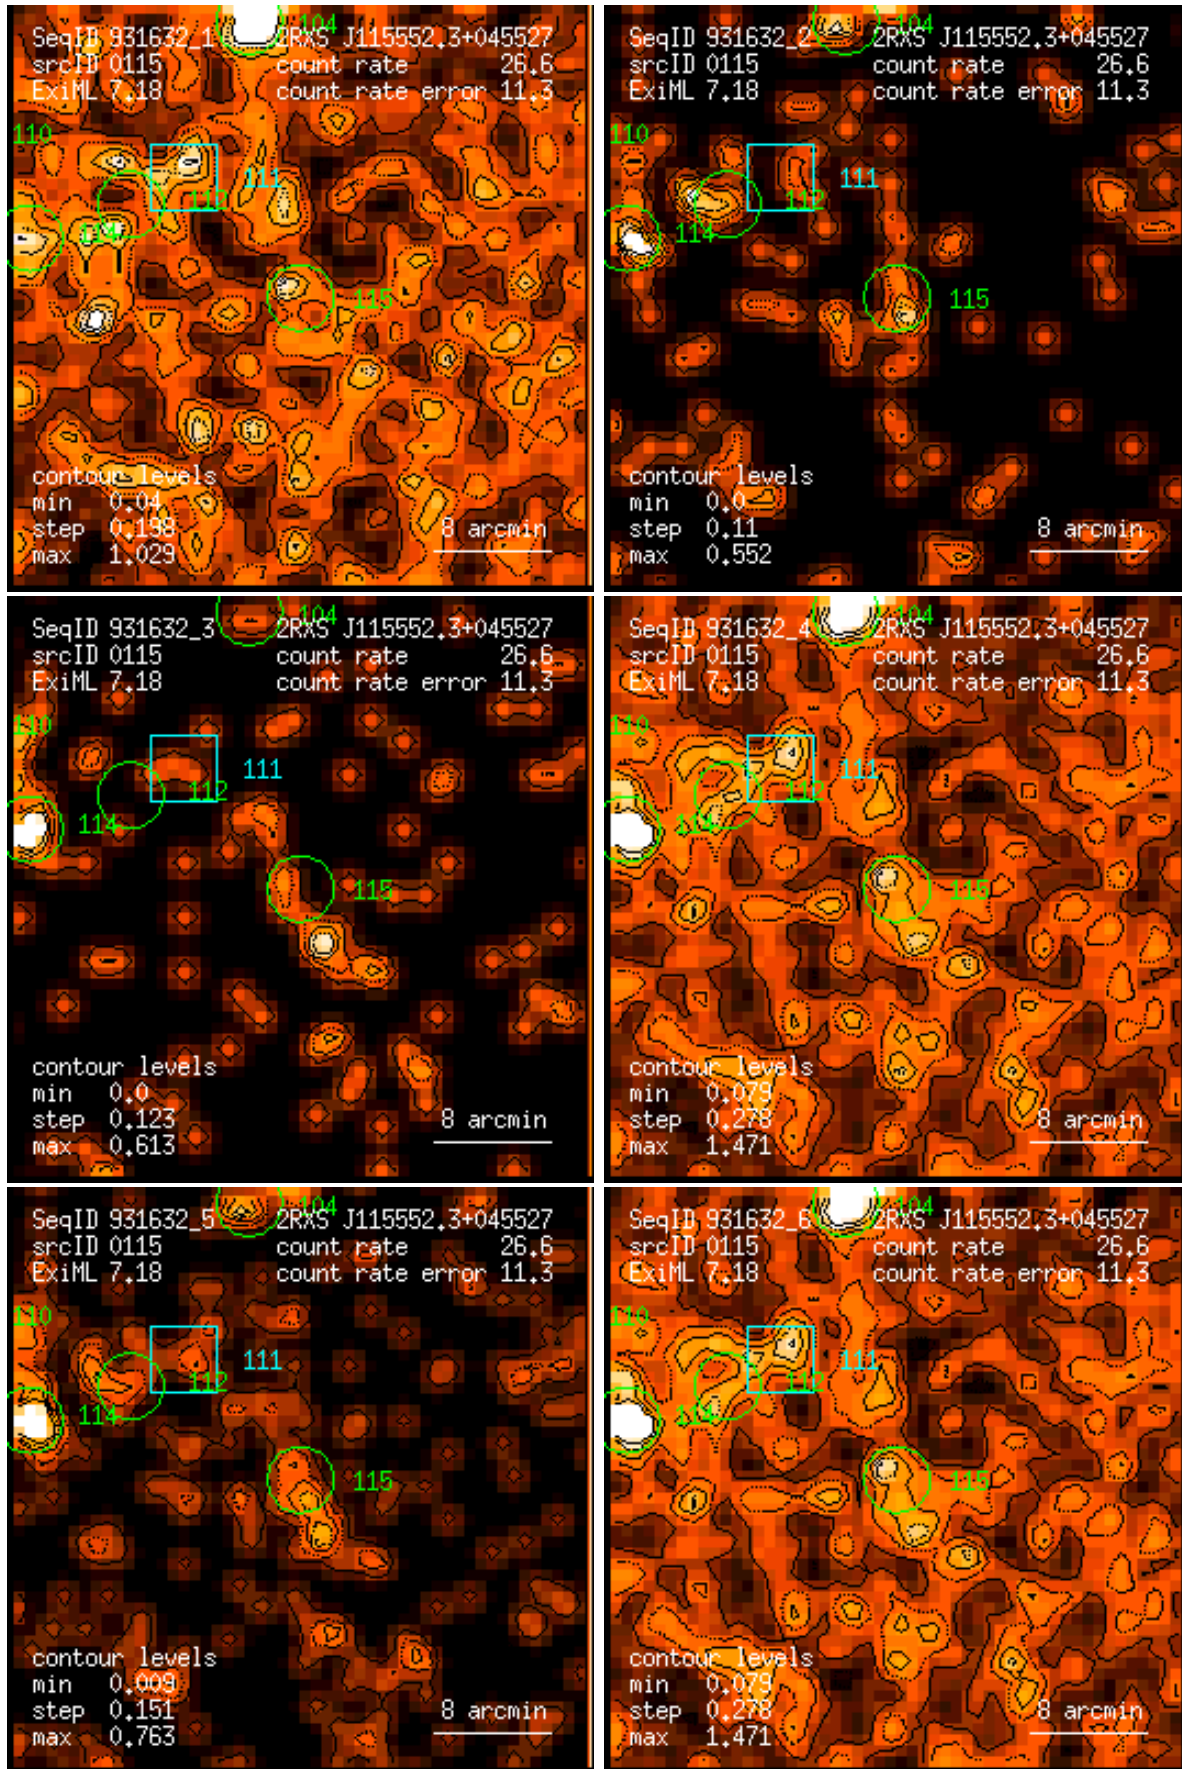 104
SeqID 931632_1 2RXS J115552.3+045527
srcID 0115 count rate 26.6
ExiML 7.18 count rate error 11.3
110
111
112
114
115
contour levels
min 0.04
step 0.198
max 1.029
8 arcmin
104
SeqID 931632_2 2RXS J115552.3+045527
srcID 0115 count rate 26.6
ExiML 7.18 count rate error 11.3
110
111
112
114
115
contour levels
min 0.0
step 0.11
max 0.552
8 arcmin
104
SeqID 931632_3 2RXS J115552.3+045527
srcID 0115 count rate 26.6
ExiML 7.18 count rate error 11.3
110
111
112
114
115
contour levels
min 0.0
step 0.123
max 0.613
8 arcmin
104
SeqID 931632_4 2RXS J115552.3+045527
srcID 0115 count rate 26.6
ExiML 7.18 count rate error 11.3
110
111
112
114
115
contour levels
min 0.079
step 0.278
max 1.471
8 arcmin
104
SeqID 931632_5 2RXS J115552.3+045527
srcID 0115 count rate 26.6
ExiML 7.18 count rate error 11.3
110
111
112
114
115
contour levels
min 0.009
step 0.151
max 0.763
8 arcmin
104
SeqID 931632_6 2RXS J115552.3+045527
srcID 0115 count rate 26.6
ExiML 7.18 count rate error 11.3
110
111
112
114
115
contour levels
min 0.079
step 0.278
max 1.471
8 arcmin